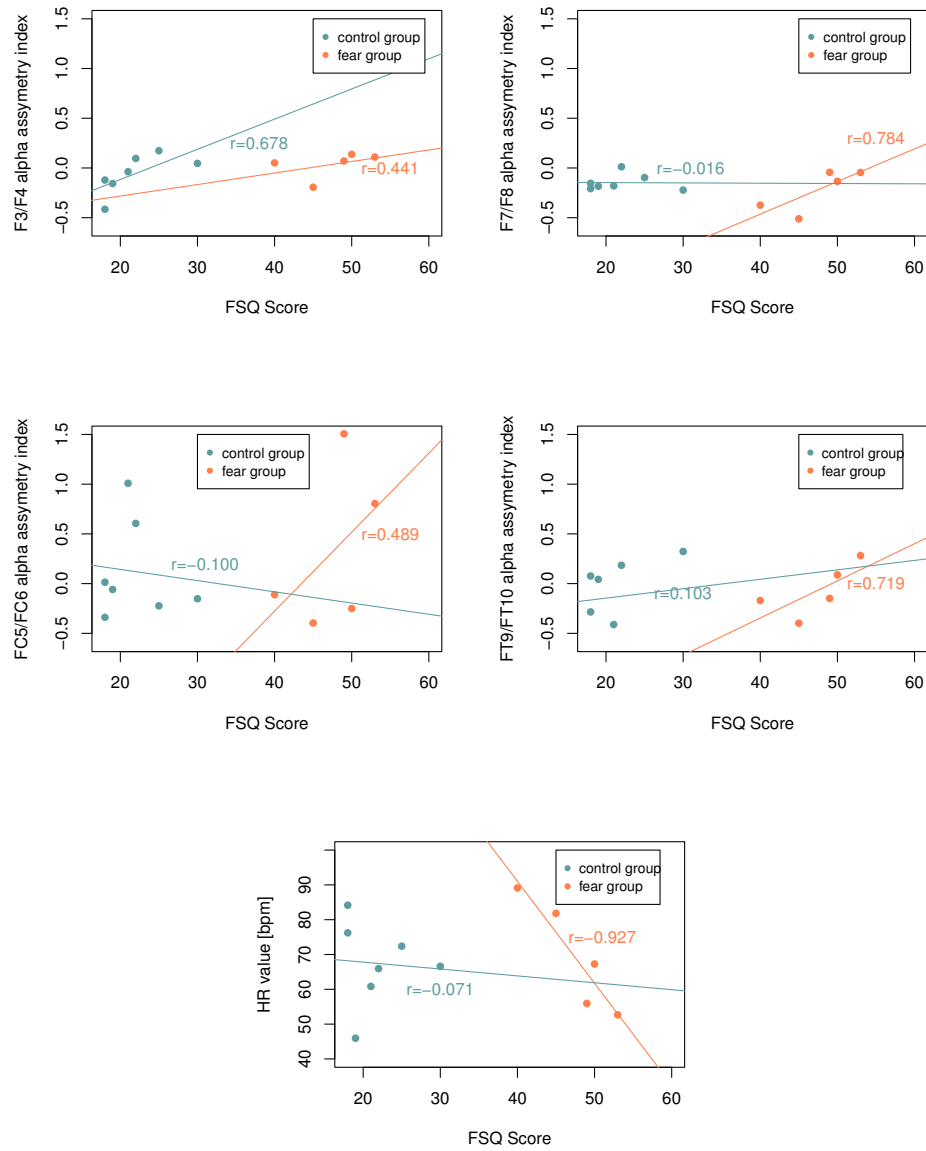 F3/F4 alpha assymetry index
1.5
1.0
0.5
0.0
−0.5
control group
fear group
r=0.678
r=0.441
20 30 40 50 60
FSQ Score
F7/F8 alpha assymetry index
1.5
1.0
0.5
0.0
−0.5
control group
fear group
r=0.784
r=−0.016
20 30 40 50 60
FSQ Score
FC5/FC6 alpha assymetry index
1.5
1.0
0.5
0.0
−0.5
control group
fear group
r=0.489
r=−0.100
20 30 40 50 60
FSQ Score
FT9/FT10 alpha assymetry index
1.5
1.0
0.5
0.0
−0.5
control group
fear group
r=0.103
r=0.719
20 30 40 50 60
FSQ Score
HR value [bpm]
90
80
70
60
50
40
control group
fear group
r=−0.927
r=−0.071
20 30 40 50 60
FSQ Score